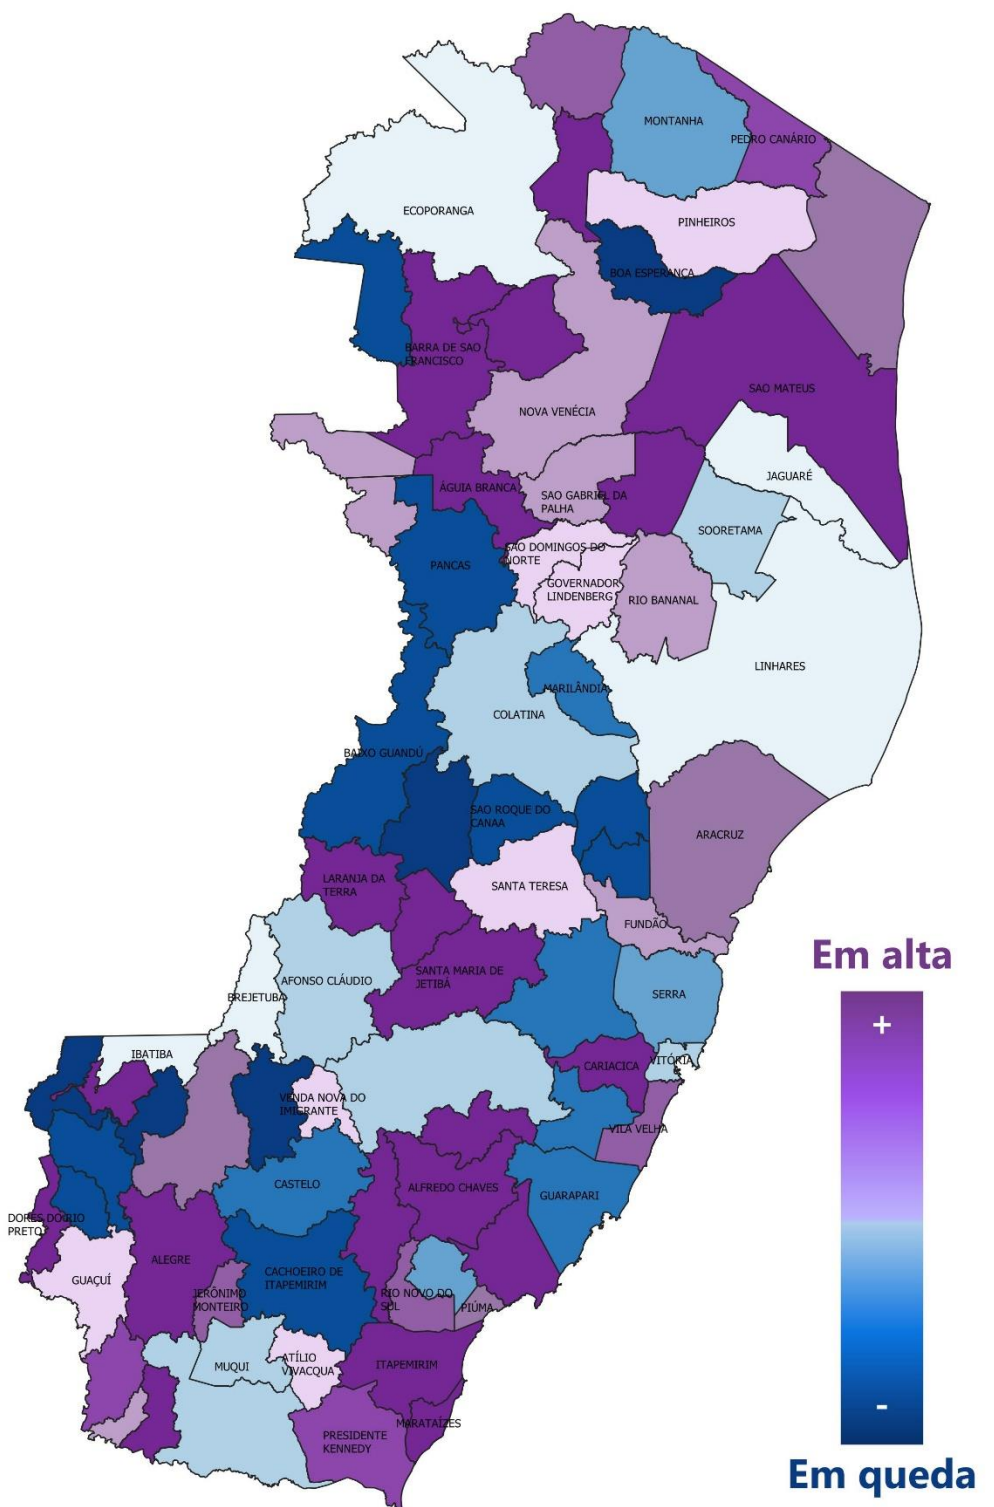 MONTANHA
PEDRO CANÁRIO
ECOPORANGA
PINHEIROS
BOA ESPERANCA
BARRA DE SAO
FRANCISCO
SAO MATEUS
NOVA VENÉCIA
JAGUARÉ
ÁGUIA BRANCA
SAO GABRIEL DA
PALHA
SOORETAMA
SAO DOMINGOS DO
NORTE
PANCAS
GOVERNADOR
LINDENBERG
RIO BANANAL
LINHARES
MARILÂNDIA
COLATINA
BAIXO GUANDÚ
SAO ROQUE DO
CANAA
ARACRUZ
LARANJA DA
TERRA
SANTA TERESA
FUNDÃO
Em alta
SANTA MARIA DE
JETIBÁ
AFONSO CLÁUDIO
SERRA
BREJETUBA
+
IBATIBA
VITÓRIA
CARIACICA
VENDA NOVA DO
IMIGRANTE
VILA VELHA
CASTELO
ALFREDO CHAVES
GUARAPARI
DORES DO RIO
PRETO
ALEGRE
GUAÇUÍ
CACHOEIRO DE
ITAPEMIRIM
JERÔNIMO
MONTEIRO
RIO NOVO DO
SUL
PIÚMA
MUQUI
ATÍLIO
VIVACQUA
ITAPEMIRIM
-
MARATAÍZES
PRESIDENTE
KENNEDY
Em queda